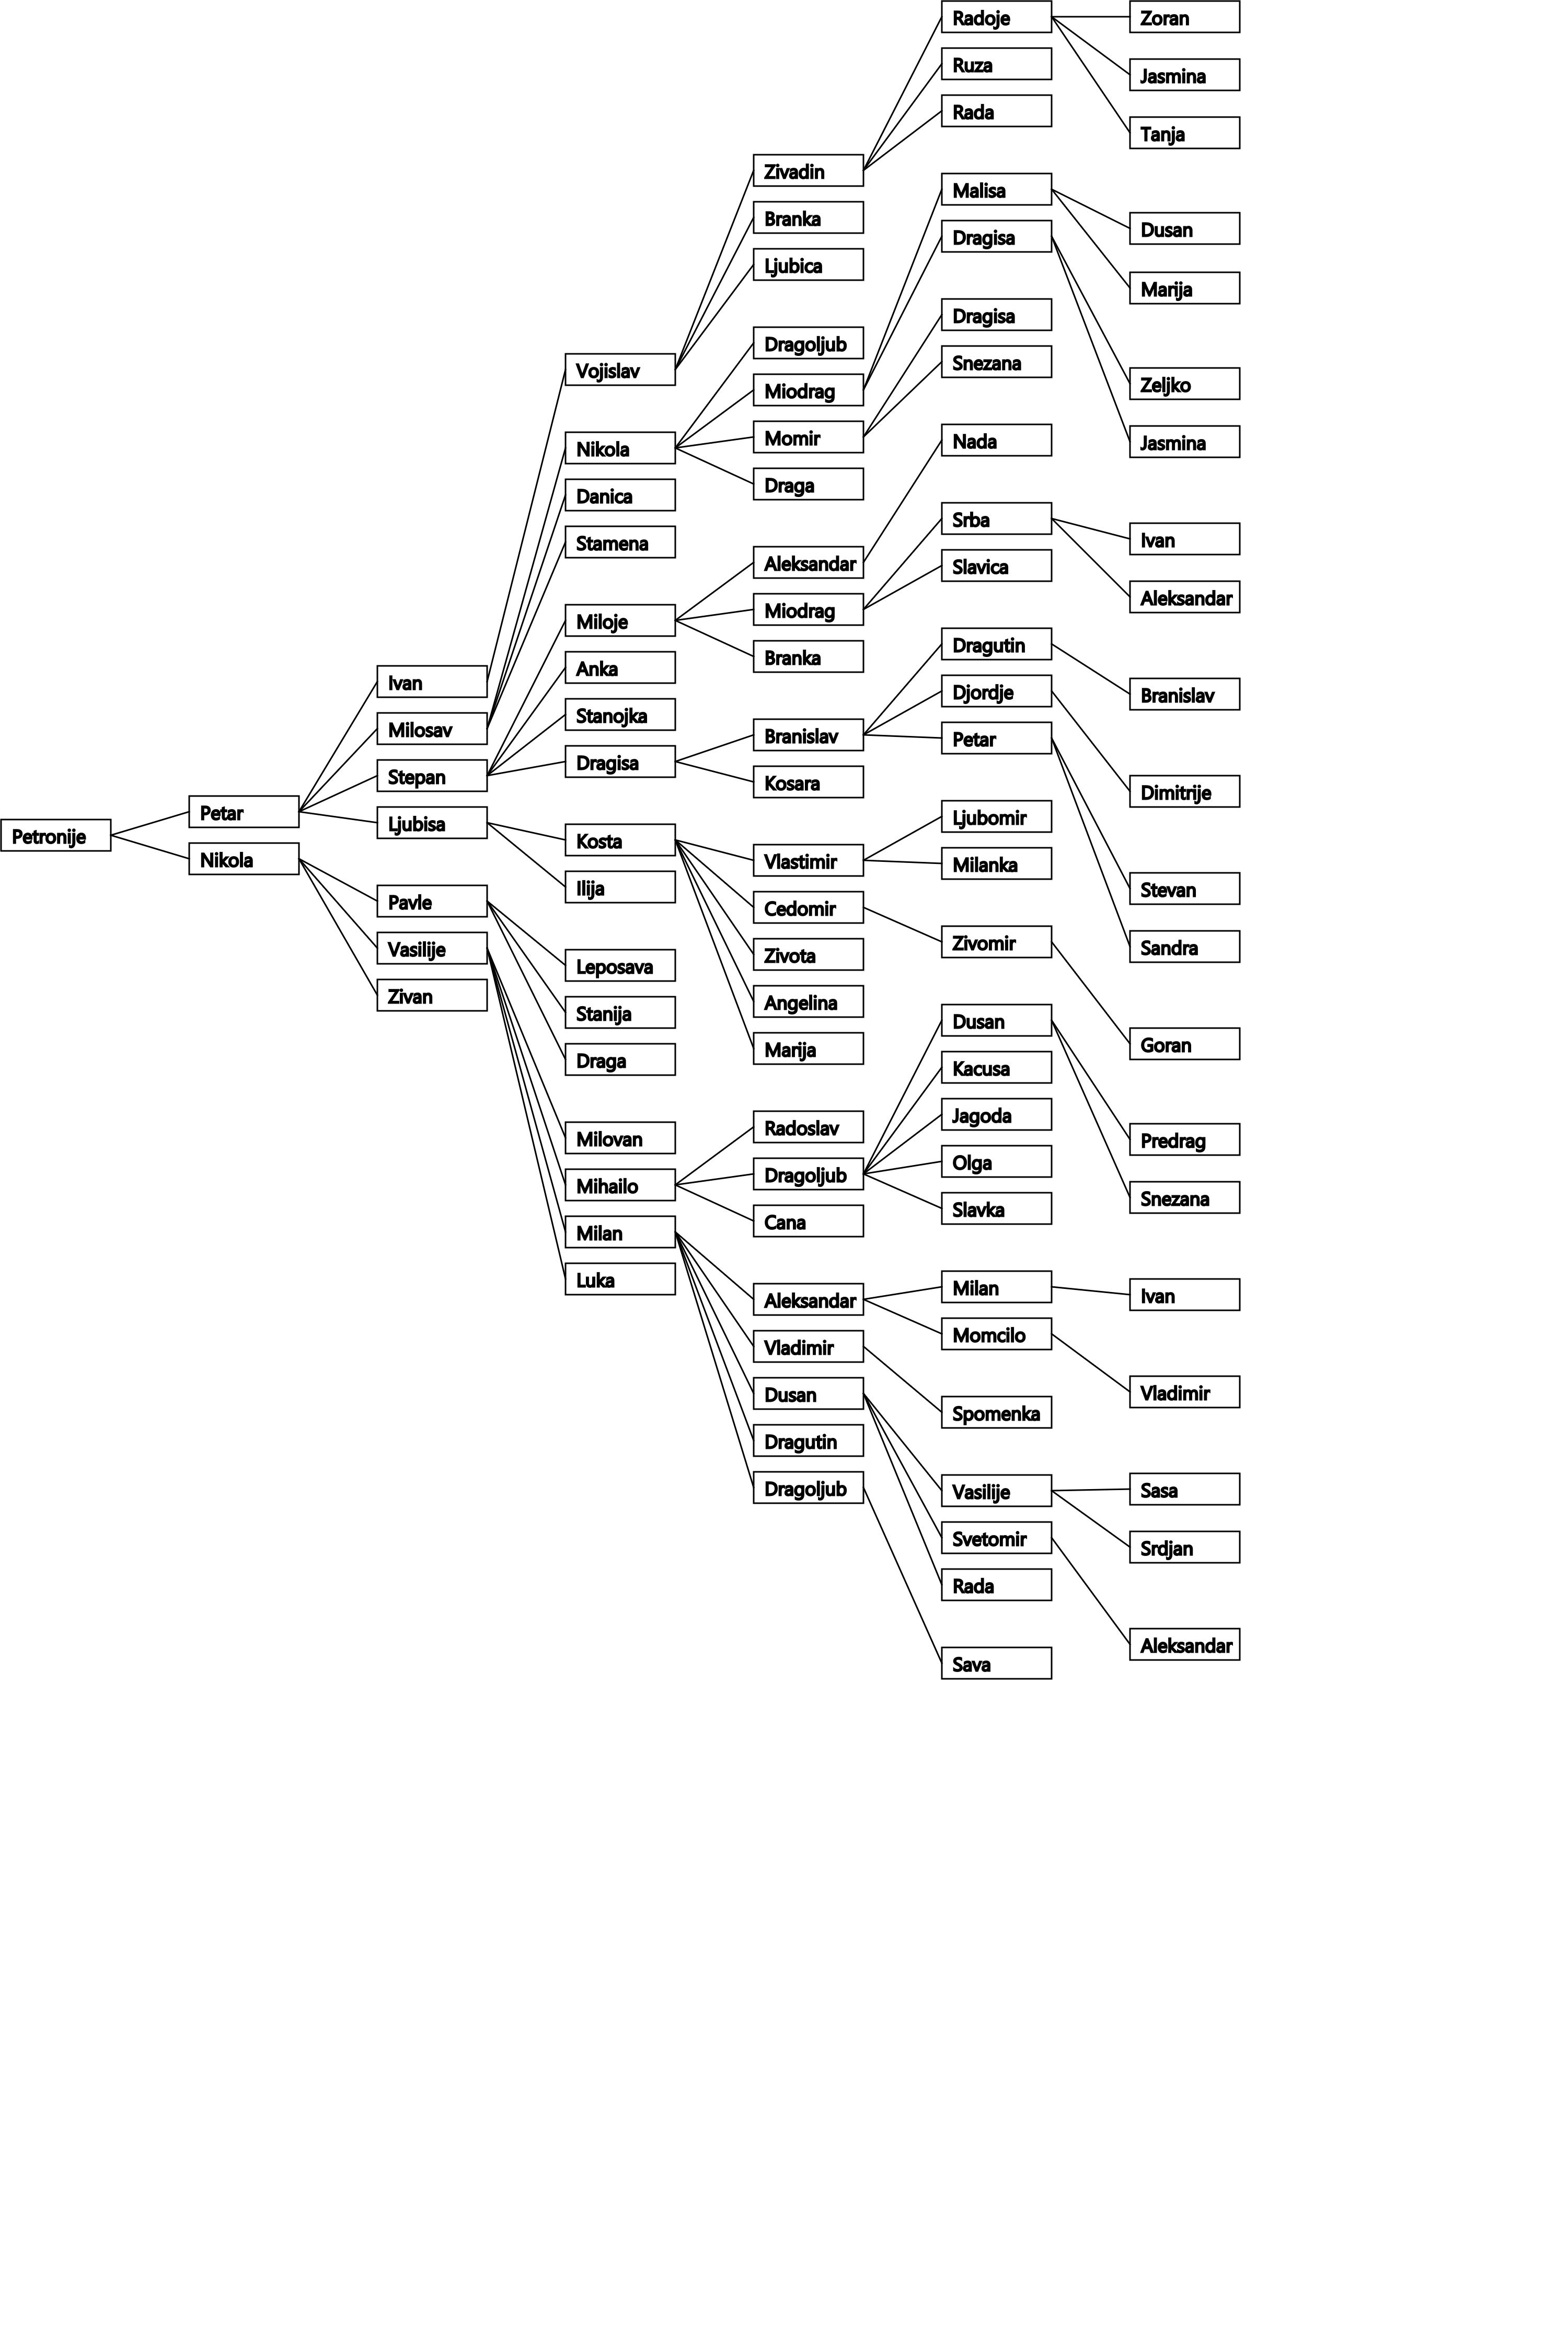 Petronije
Petar
Nikola
Ivan
Milosav
Stepan
Ljubisa
Pavle
Vasilije
Zivan
Vojislav
Nikola
Danica
Stamena
Miloje
Anka
Stanojka
Dragisa
Kosta
Ilija
Leposava
Stanija
Draga
Milovan
Mihailo
Milan
Luka
Zivadin
Branka
Ljubica
Dragoljub
Miodrag
Momir
Draga
Aleksandar
Miodrag
Branka
Branislav
Kosara
Vlastimir
Cedomir
Zivota
Angelina
Marija
Radoslav
Dragoljub
Cana
Aleksandar
Vladimir
Dusan
Dragutin
Dragoljub
Radoje
Ruza
Rada
Malisa
Dragisa
Dragisa
Snezana
Nada
Srba
Slavica
Dragutin
Djordje
Petar
Ljubomir
Milanka
Zivomir
Dusan
Kacusa
Jagoda
Olga
Slavka
Milan
Momcilo
Spomenka
Vasilije
Svetomir
Rada
Sava
Zoran
Jasmina
Tanja
Dusan
Marija
Zeljko
Jasmina
Ivan
Aleksandar
Branislav
Dimitrije
Stevan
Sandra
Goran
Predrag
Snezana
Ivan
Vladimir
Sasa
Srdjan
Aleksandar